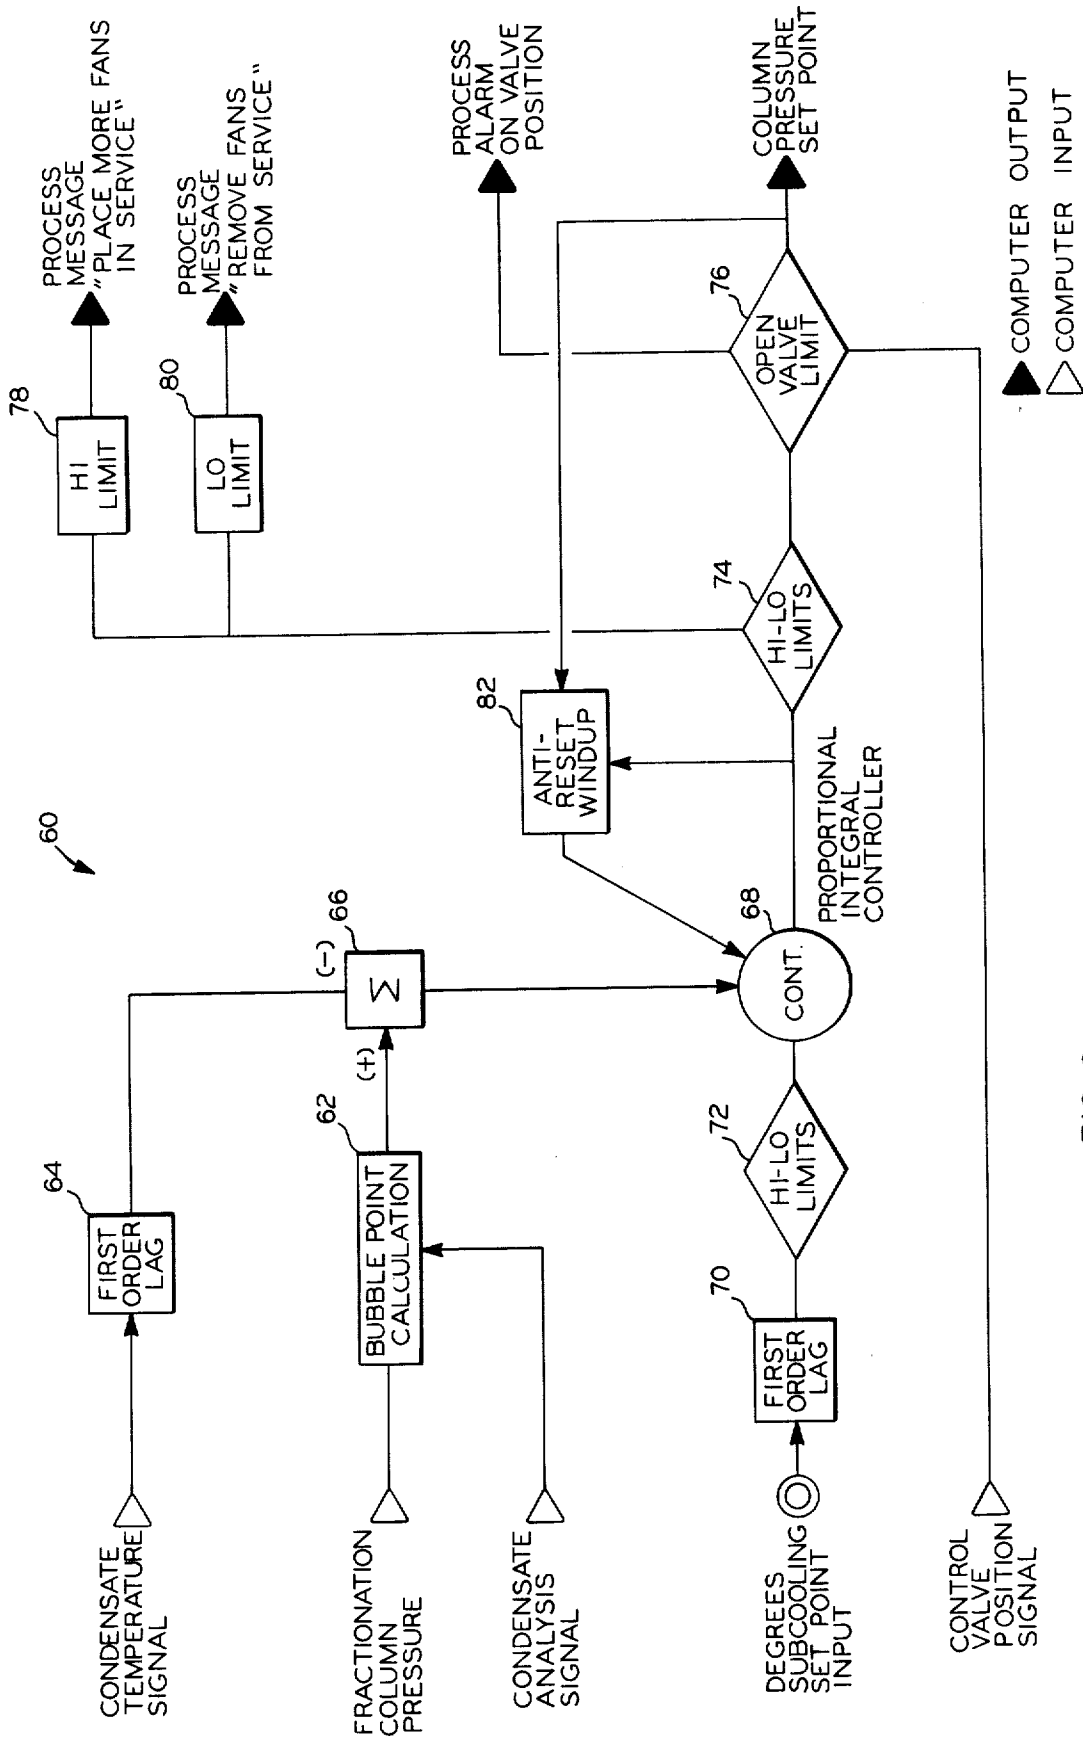 60
CONDENSATE
TEMPERATURE
SIGNAL
64
FIRST
ORDER
LAG
78
HI
LIMIT
PROCESS
MESSAGE
"PLACE MORE FANS
IN SERVICE"
80
LO
LIMIT
PROCESS
MESSAGE
"REMOVE FANS
FROM SERVICE"
FRACTIONATION
COLUMN
PRESSURE
62
BUBBLE POINT
CALCULATION
(+)
(-)
66
Σ
CONDENSATE
ANALYSIS
SIGNAL
82
ANTI-
RESET
WINDUP
PROCESS
ALARM
ON VALVE
POSITION
DEGREES
SUBCOOLING
SET POINT
INPUT
70
FIRST
ORDER
LAG
72
HI-LO
LIMITS
68
CONT.
PROPORTIONAL
INTEGRAL
CONTROLLER
74
HI-LO
LIMITS
76
OPEN
VALVE
LIMIT
COLUMN
PRESSURE
SET POINT
CONTROL
VALVE
POSITION
SIGNAL
COMPUTER OUTPUT
COMPUTER INPUT